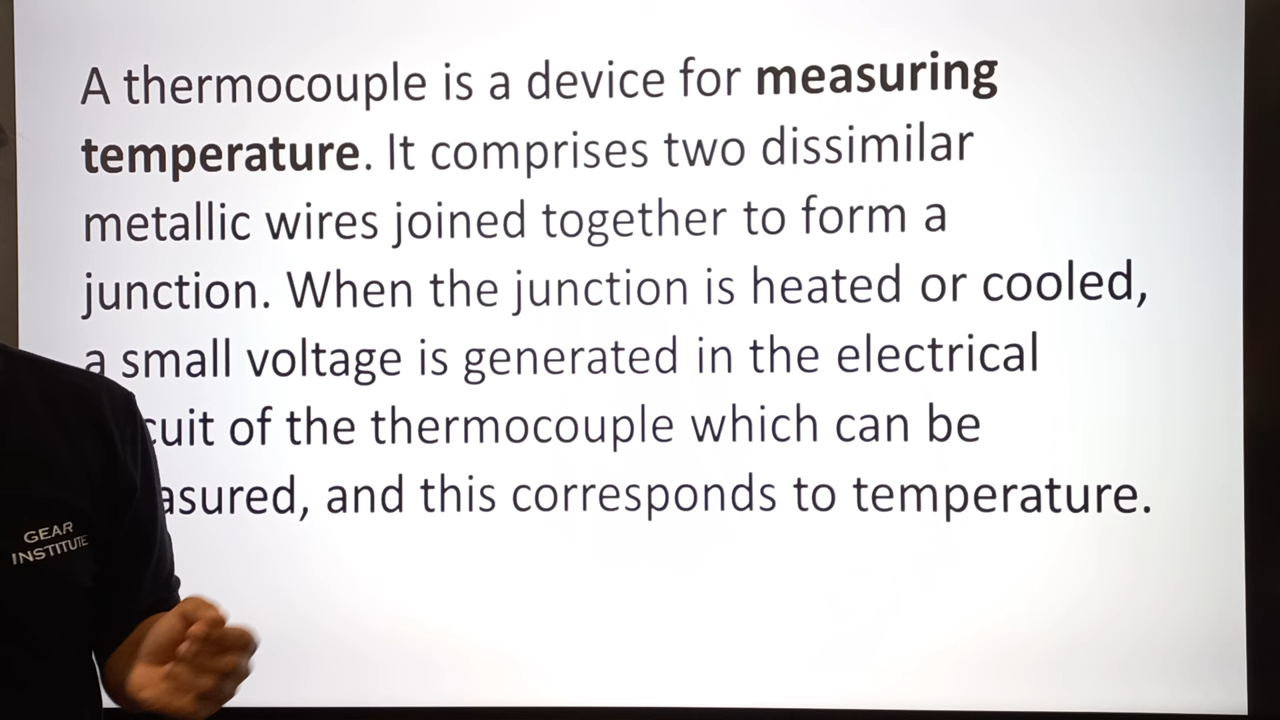 A thermocouple is a device for measuring
temperature. It comprises two dissimilar
metallic wires joined together to form a
junction. When the junction is heated or cooled,
a small voltage is generated in the electrical
cuit of the thermocouple which can be
asured, and this corresponds to temperature.
GEAR
INSTITUTE